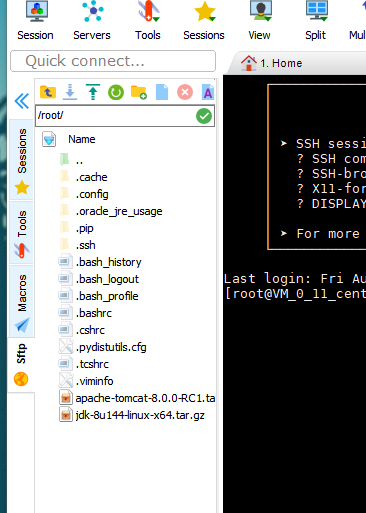 Session Servers Tools Sessions View Split
Quick connect...
1. Home
Sessions
Tools
Macros
Sftp
/root/
Name
..
.cache
.config
.oracle_jre_usage
.pip
.ssh
.bash_history
.bash_logout
.bash_profile
.bashrc
.cshrc
.pydistutils.cfg
.tcshrc
.viminfo
apache-tomcat-8.0.0-RC1.ta
jdk-8u144-linux-x64.tar.gz
➤ SSH sessi
? SSH com
? SSH-bro
? X11-for
? DISPLAY
➤ For more
Last login: Fri Au
[root@VM_0_11_cent